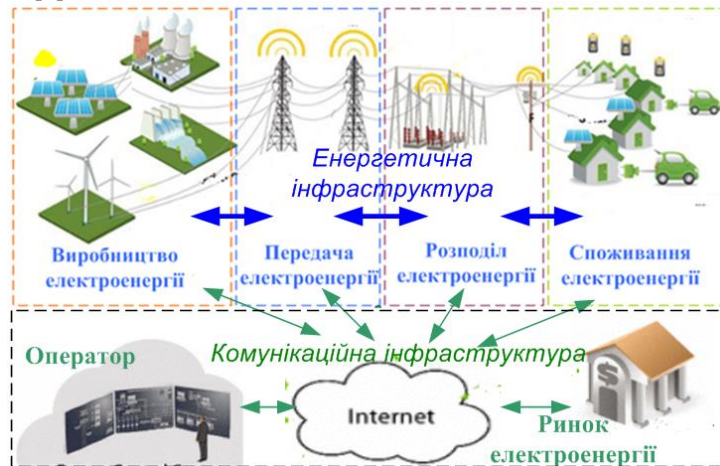 Енергетична
інфраструктура
Виробництво
електроенергії
Передача
електроенергії
Розподіл
електроенергії
Споживання
електроенергії
Оператор
Комунікаційна інфраструктура
Internet
Ринок
електроенергії